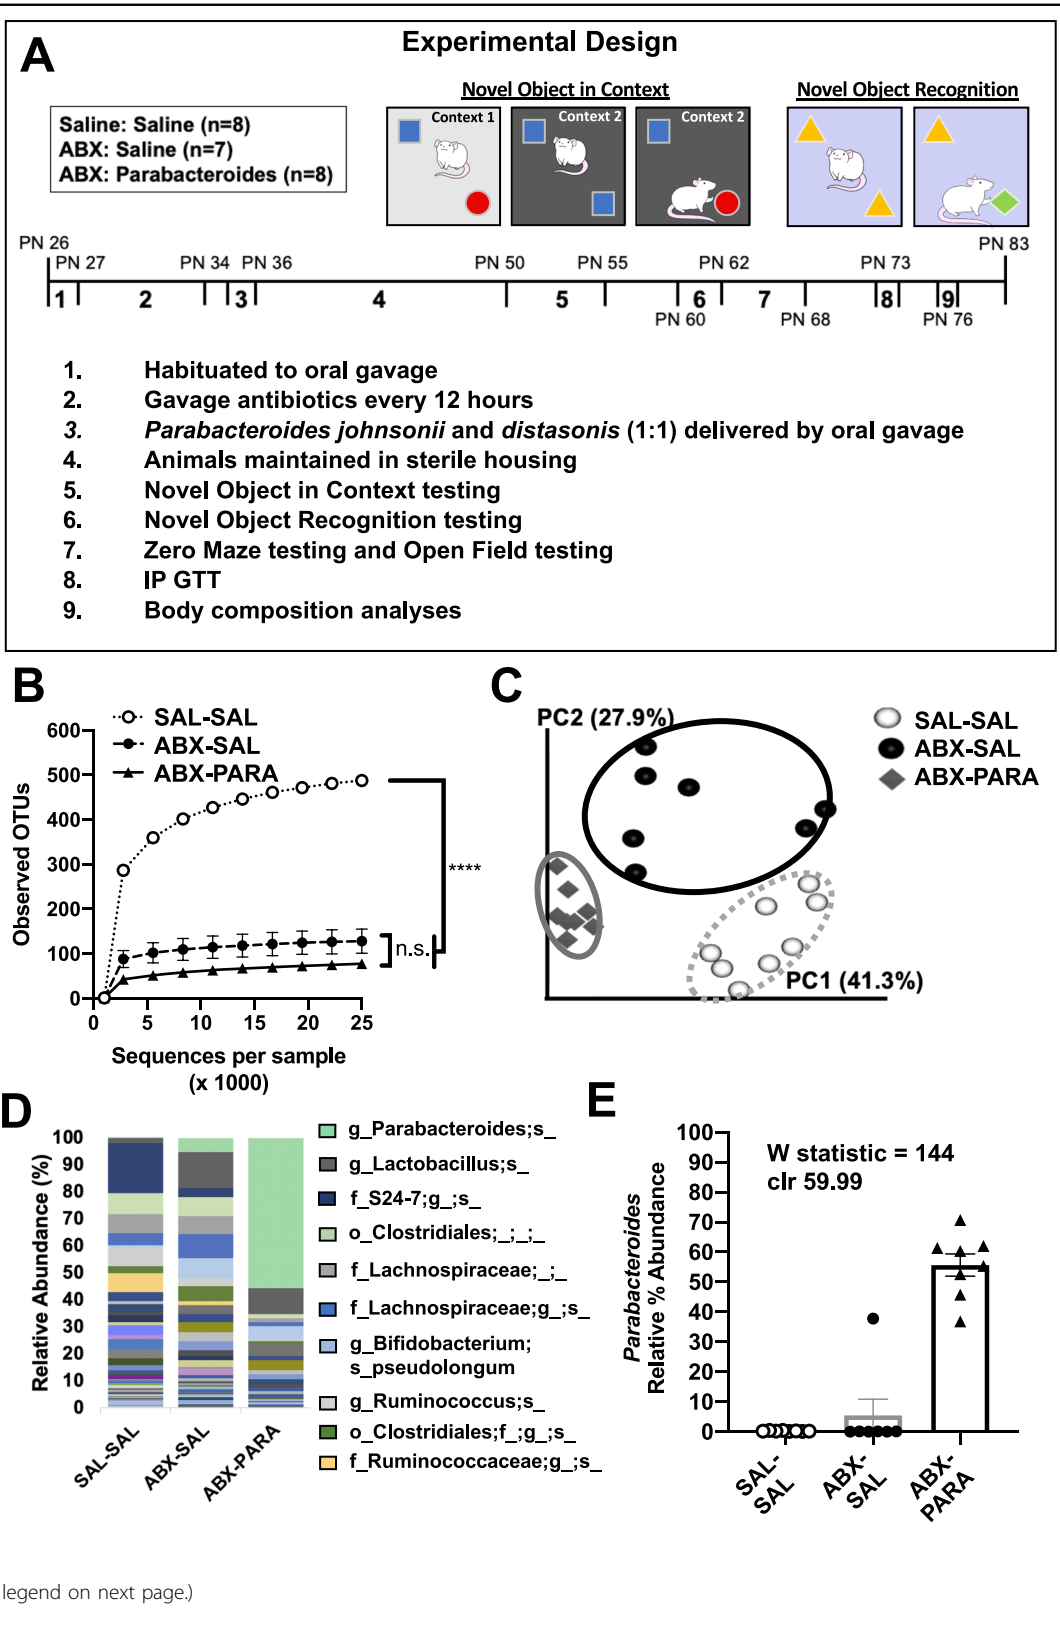 A
Experimental Design
Novel Object in Context
Novel Object Recognition
Saline: Saline (n=8)
ABX: Saline (n=7)
ABX: Parabacteroides (n=8)
Context 1
Context 2
Context 2
PN 26
PN 27
PN 34
PN 36
PN 50
PN 55
PN 62
PN 73
PN 83
1
2
3
4
5
6
7
8
9
PN 60
PN 68
PN 76
1. Habituated to oral gavage
2. Gavage antibiotics every 12 hours
3. Parabacteroides johnsonii and distasonis (1:1) delivered by oral gavage
4. Animals maintained in sterile housing
5. Novel Object in Context testing
6. Novel Object Recognition testing
7. Zero Maze testing and Open Field testing
8. IP GTT
9. Body composition analyses
B
SAL-SAL
ABX-SAL
ABX-PARA
Observed OTUs
600
500
400
300
200
100
0
0 5 10 15 20 25
Sequences per sample
(x 1000)
****
n.s.
C
PC2 (27.9%)
PC1 (41.3%)
SAL-SAL
ABX-SAL
ABX-PARA
D
Relative Abundance (%)
100
90
80
70
60
50
40
30
20
10
0
SAL-SAL
ABX-SAL
ABX-PARA
g_Parabacteroides;s_
g_Lactobacillus;s_
f_S24-7;g_;s_
o_Clostridiales;_;_;_
f_Lachnospiraceae;_;_
f_Lachnospiraceae;g_;s_
g_Bifidobacterium;
s_pseudolongum
g_Ruminococcus;s_
o_Clostridiales;f_;g_;s_
f_Ruminococcaceae;g_;s_
E
Parabacteroides
Relative % Abundance
100
90
80
70
60
50
40
30
20
10
0
W statistic = 144
clr 59.99
SAL-
SAL
ABX-
SAL
ABX-
PARA
legend on next page.)